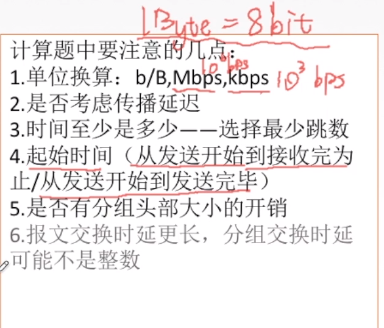 1Byte = 8bit
计算题中要注意的几点：
10⁶bps
1.单位换算：b/B,Mbps,kbps 10³ bps
2.是否考虑传播延迟
3.时间至少是多少——选择最少跳数
4.起始时间（从发送开始到接收完为
止/从发送开始到发送完毕）
5.是否有分组头部大小的开销
6.报文交换时延更长，分组交换时延
可能不是整数